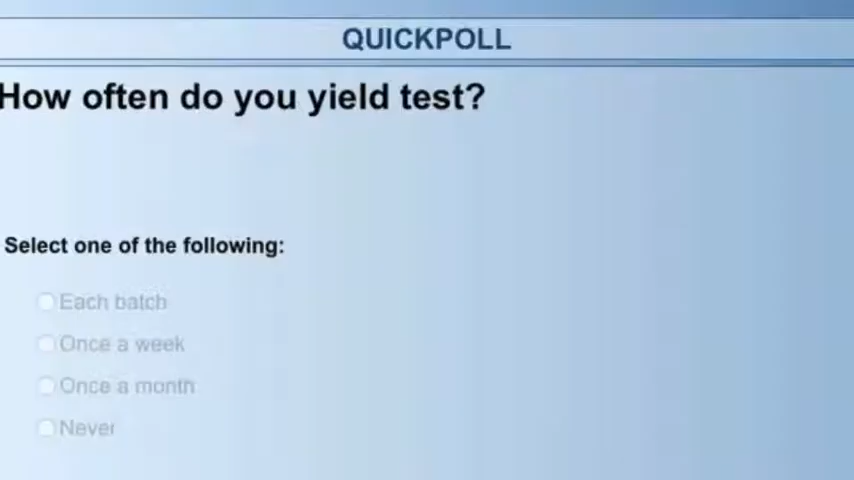 QUICKPOLL
How often do you yield test?
Select one of the following:
Each batch
Once a week
Once a month
Never